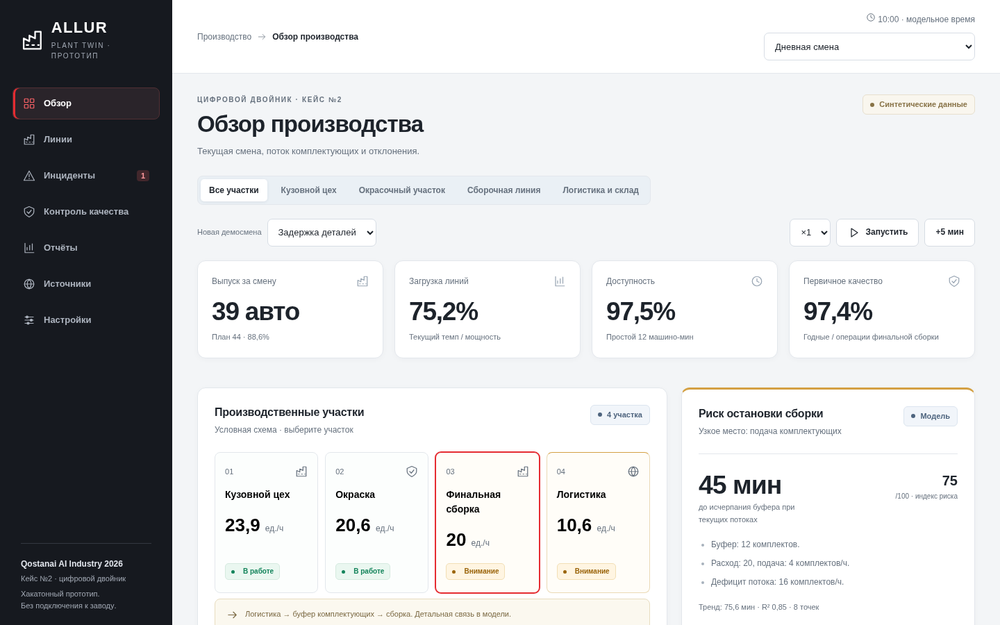 ALLUR
PLANT TWIN ·
ПРОТОТИП
Обзор
Линии
Инциденты 1
Контроль качества
Отчёты
Источники
Настройки
Qostanai AI Industry 2026
Кейс №2 · цифровой двойник
Хакатонный прототип.
Без подключения к заводу.
Производство → Обзор производства
10:00 · модельное время
Дневная смена
ЦИФРОВОЙ ДВОЙНИК · КЕЙС №2
Обзор производства
Текущая смена, поток комплектующих и отклонения.
Синтетические данные
Все участки Кузовной цех Окрасочный участок Сборочная линия Логистика и склад
Новая демосмена Задержка деталей ×1 Запустить +5 мин
Выпуск за смену
39 авто
План 44 · 88,6%
Загрузка линий
75,2%
Текущий темп / мощность
Доступность
97,5%
Простой 12 машино-мин
Первичное качество
97,4%
Годные / операции финальной сборки
Производственные участки
Условная схема · выберите участок
4 участка
01
Кузовной цех
23,9 ед./ч
В работе
02
Окраска
20,6 ед./ч
В работе
03
Финальная
сборка
20 ед./ч
Внимание
04
Логистика
10,6 ед./ч
Внимание
→ Логистика → буфер комплектующих → сборка. Детальная связь в модели.
Риск остановки сборки
Узкое место: подача комплектующих
Модель
45 мин
до исчерпания буфера при
текущих потоках
75
/100 · индекс риска
Буфер: 12 комплектов.
Расход: 20, подача: 4 комплектов/ч.
Дефицит потока: 16 комплектов/ч.
Тренд: 75,6 мин · R² 0,85 · 8 точек